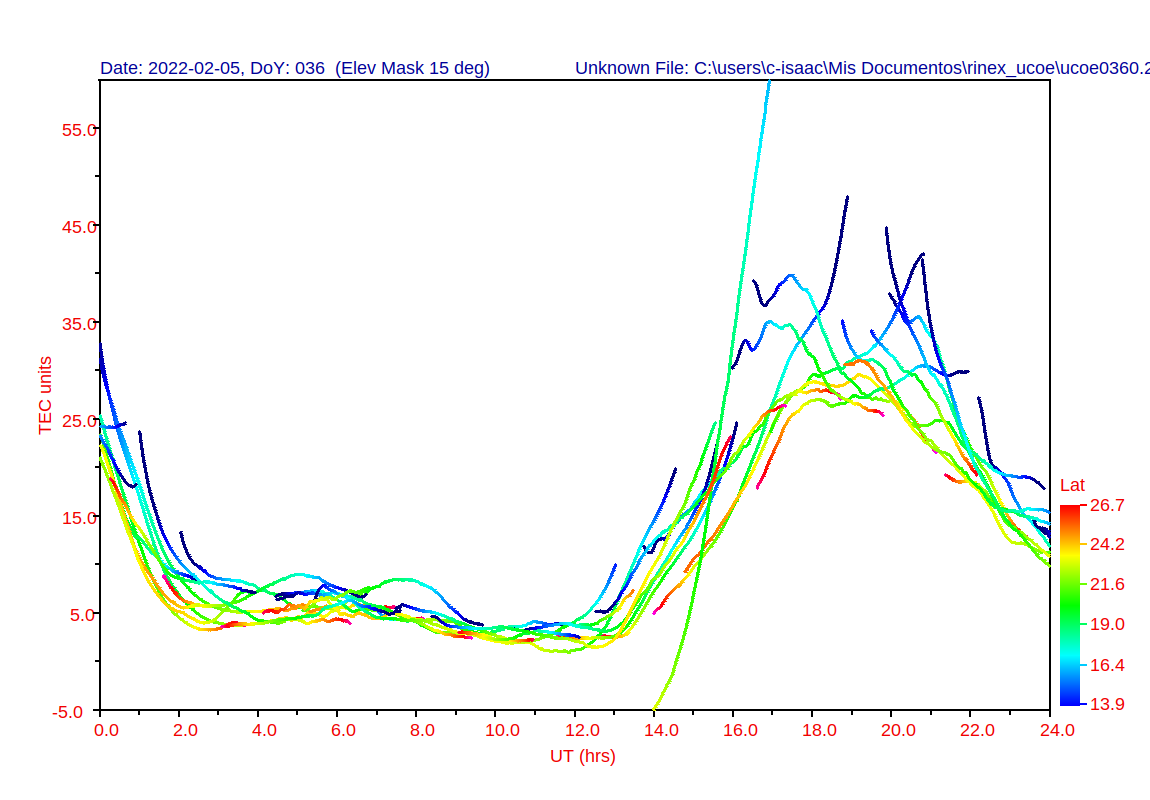 Date: 2022-02-05, DoY: 036  (Elev Mask 15 deg)
Unknown File: C:\users\c-isaac\Mis Documentos\rinex_ucoe\ucoe0360.2
55.0
45.0
35.0
25.0
15.0
5.0
-5.0
TEC units
0.0 2.0 4.0 6.0 8.0 10.0 12.0 14.0 16.0 18.0 20.0 22.0 24.0
UT (hrs)
Lat
26.7
24.2
21.6
19.0
16.4
13.9